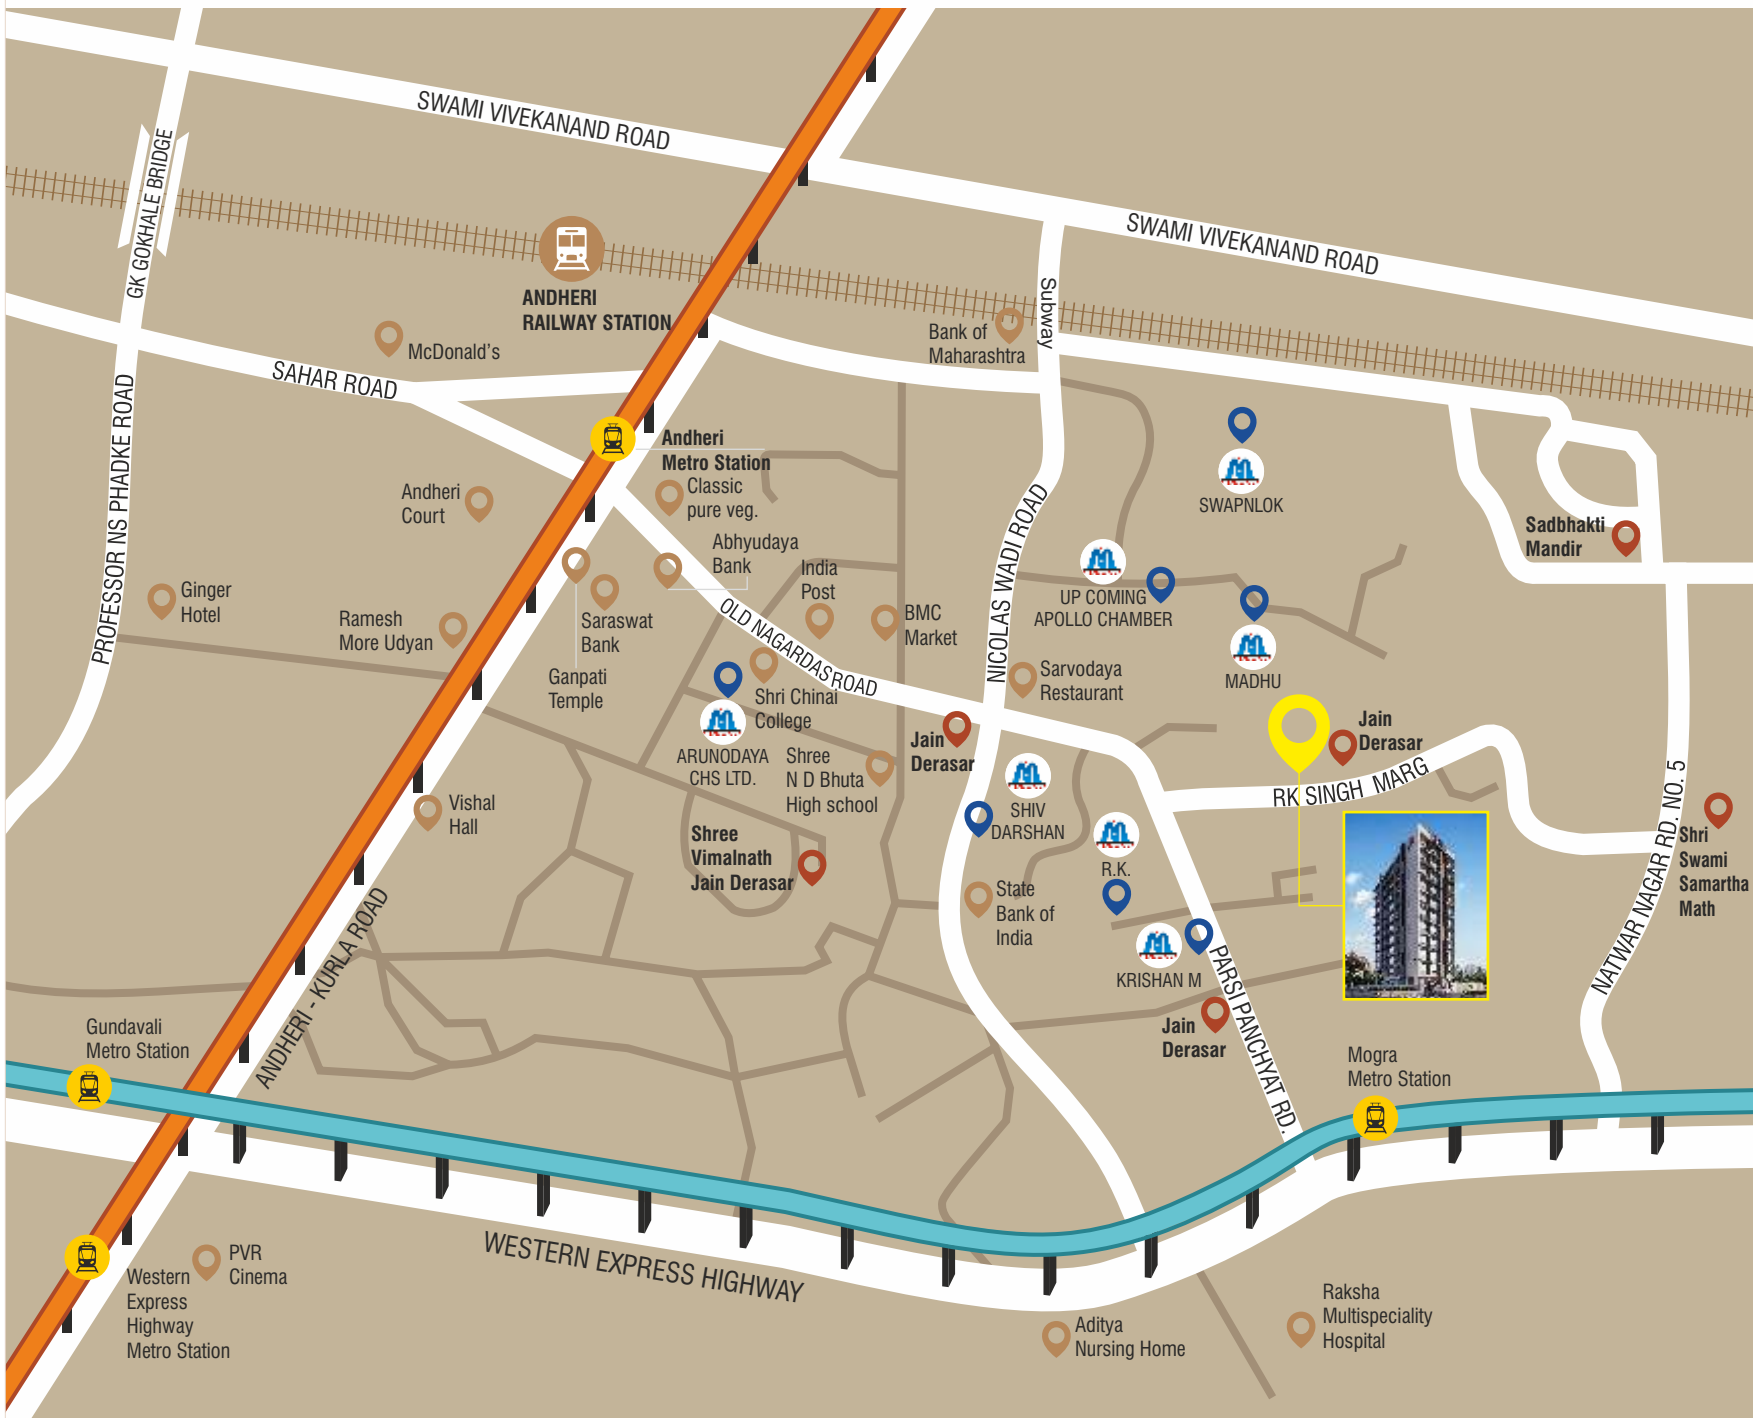 SWAMI VIVEKANAND ROAD
SWAMI VIVEKANAND ROAD
GK GOKHALE BRIDGE
ANDHERI
RAILWAY STATION
Subway
Bank of
Maharashtra
McDonald's
SAHAR ROAD
PROFESSOR NS PHADKE ROAD
Andheri
Metro Station
Classic
pure veg.
Andheri
Court
SWAPNLOK
Sadbhakti
Mandir
NICOLAS WADI ROAD
Abhyudaya
Bank
India
Post
UP COMING
APOLLO CHAMBER
Ginger
Hotel
Ramesh
More Udyan
Saraswat
Bank
OLD NAGARDAS ROAD
BMC
Market
Ganpati
Temple
Sarvodaya
Restaurant
MADHU
Shri Chinai
College
Jain
Derasar
Jain
Derasar
ARUNODAYA
CHS LTD.
Shree
N D Bhuta
High school
RK SINGH MARG
NATWAR NAGAR RD. NO. 5
Vishal
Hall
SHIV
DARSHAN
Shree
Vimalnath
Jain Derasar
R.K.
Shri
Swami
Samartha
Math
State
Bank of
India
ANDHERI - KURLA ROAD
KRISHAN M
PARSI PANCHYAT RD.
Gundavali
Metro Station
Jain
Derasar
Mogra
Metro Station
WESTERN EXPRESS HIGHWAY
PVR
Cinema
Western
Express
Highway
Metro Station
Aditya
Nursing Home
Raksha
Multispeciality
Hospital